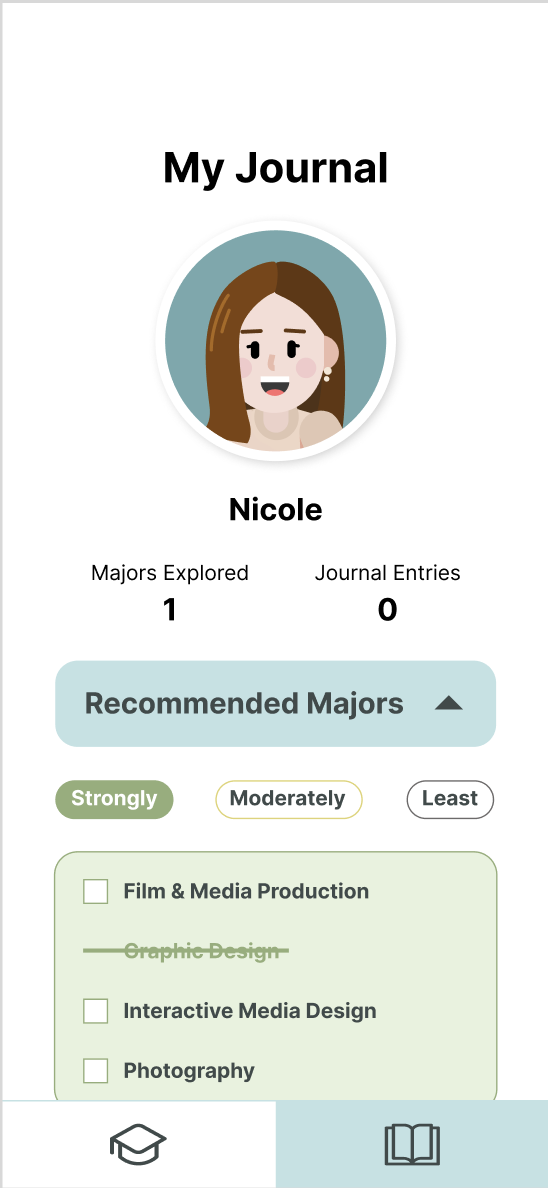 My Journal
Nicole
Majors Explored
Journal Entries
1
0
Recommended Majors
Strongly
Moderately
Least
Film & Media Production
Graphic Design
Interactive Media Design
Photography